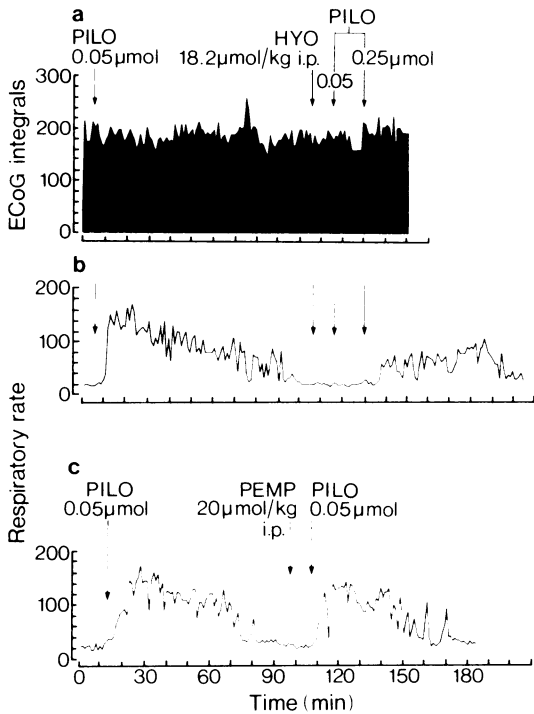 a
PILO
PILO HYO
0.05μmol 18.2μmol/kg i.p. 0.25μmol
0.05
300
200
100
0
ECoG integrals
b
200
100
0
Respiratory rate
c
PILO PEMP PILO
0.05μmol 20μmol/kg 0.05μmol
i.p.
200
100
0
0 30 60 90 120 150 180
Time (min)